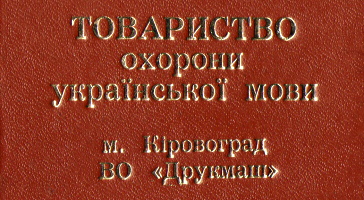 ТОВАРИСТВО
охорони
української мови
м. Кіровоград
ВО «Друкмаш»